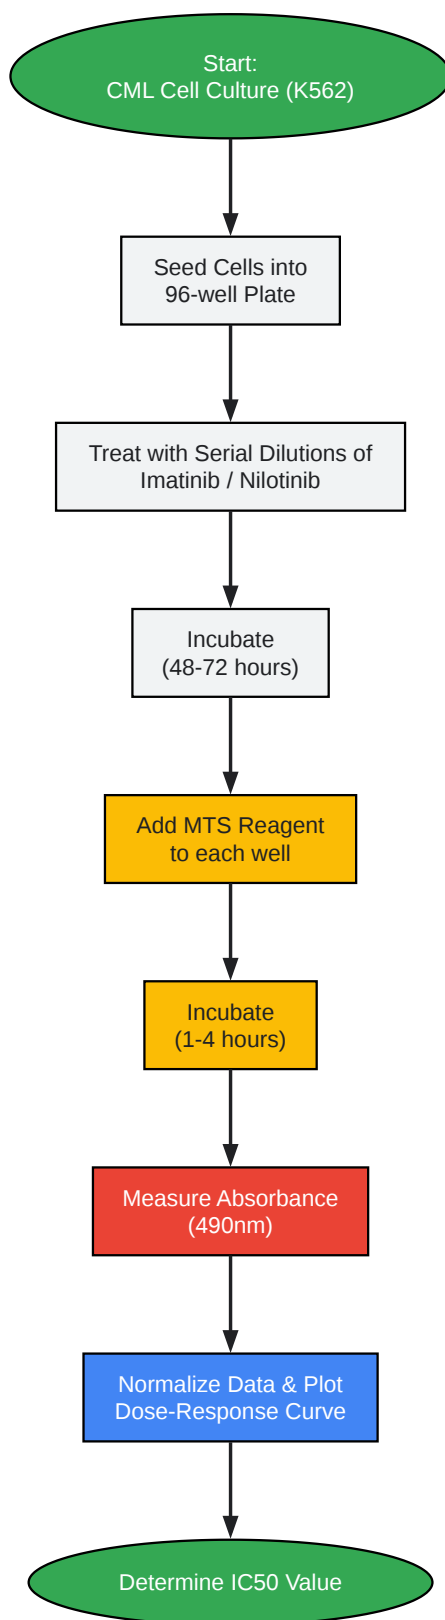 Start:
CML Cell Culture (K562)
Seed Cells into
96-well Plate
Treat with Serial Dilutions of
Imatinib / Nilotinib
Incubate
(48-72 hours)
Add MTS Reagent
to each well
Incubate
(1-4 hours)
Measure Absorbance
(490nm)
Normalize Data & Plot
Dose-Response Curve
Determine IC50 Value